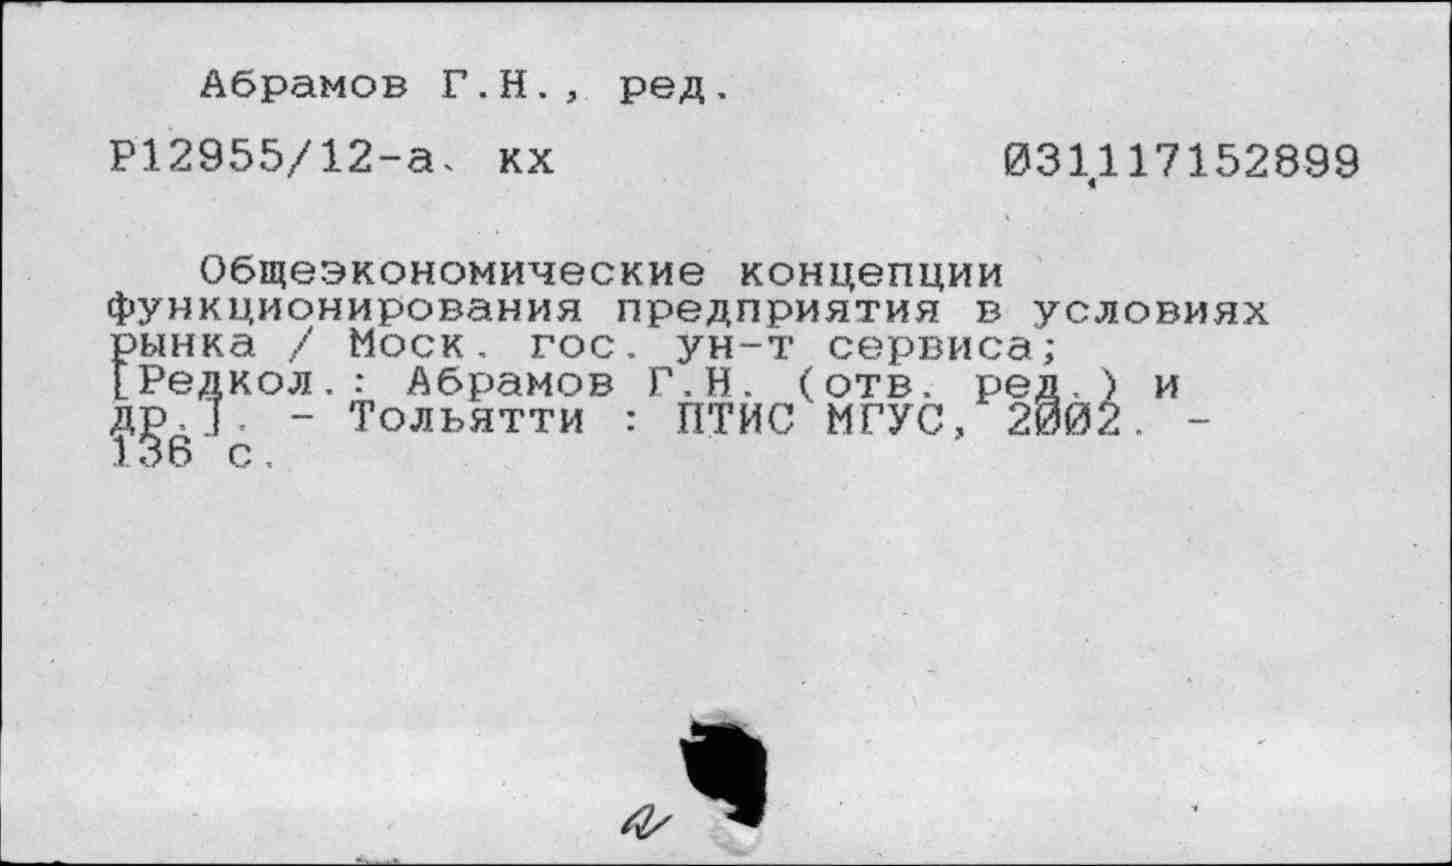 Абрамов Г.Н., ред.
Р12955/12-а. кх 031117152899
Общеэкономические концепции
функционирования предприятия в условиях
рынка / Моск. гос. ун-т сервиса;
[Редкол.: Абрамов Г.Н. (отв. ред.) и
др.]. - Тольятти : ПТИС МГУС, 2002. -
136 с.